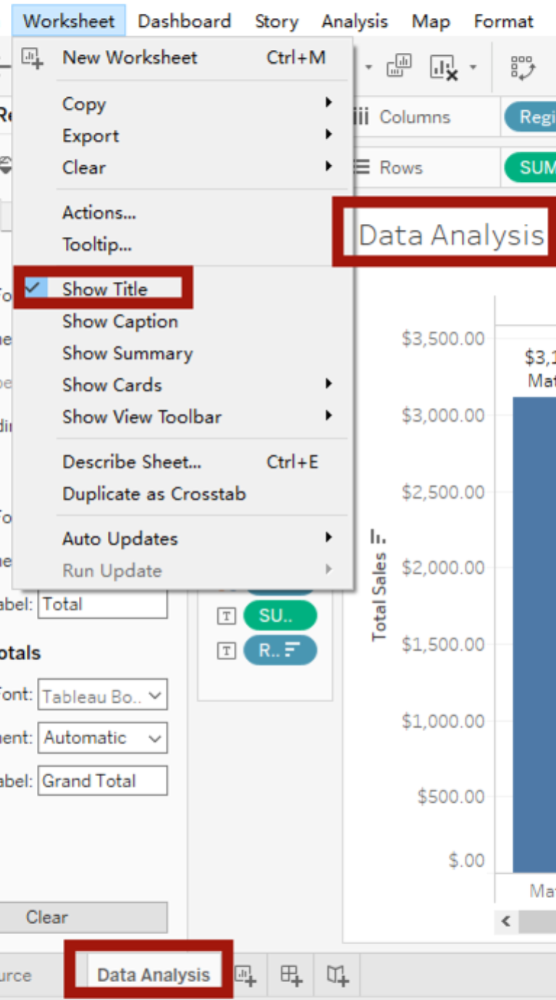 Worksheet Dashboard Story Analysis Map Format
New Worksheet Ctrl+M
Copy
Export
Clear
Actions...
Tooltip...
Show Title
Show Caption
Show Summary
Show Cards
Show View Toolbar
Describe Sheet... Ctrl+E
Duplicate as Crosstab
Auto Updates
Run Update
Columns Regi
Rows SUM
Data Analysis
$3,500.00
$3,000.00
$2,500.00
$2,000.00
$1,500.00
$1,000.00
$500.00
$.00
Total Sales
$3,1
Mat
Mat
SU..
R..
abel: Total
otals
Font: Tableau Bo..
ment: Automatic
abel: Grand Total
Clear
urce Data Analysis